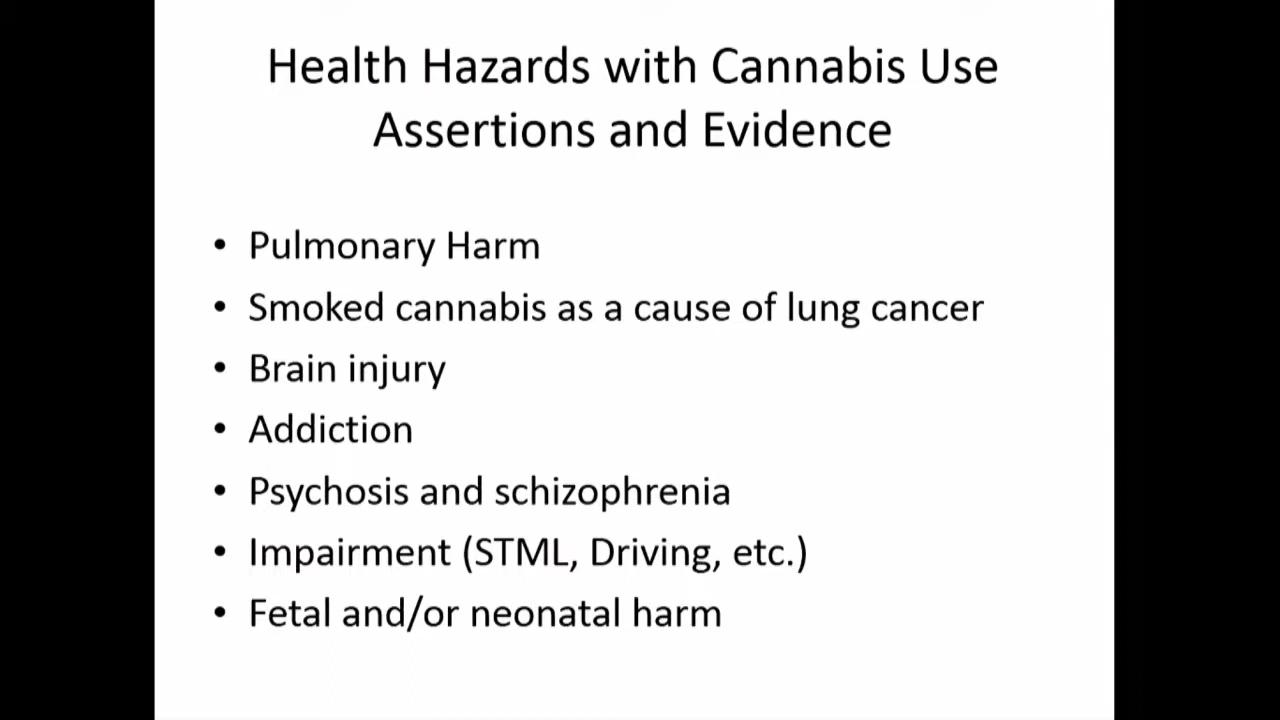 Health Hazards with Cannabis Use
Assertions and Evidence
• Pulmonary Harm
• Smoked cannabis as a cause of lung cancer
• Brain injury
• Addiction
• Psychosis and schizophrenia
• Impairment (STML, Driving, etc.)
• Fetal and/or neonatal harm